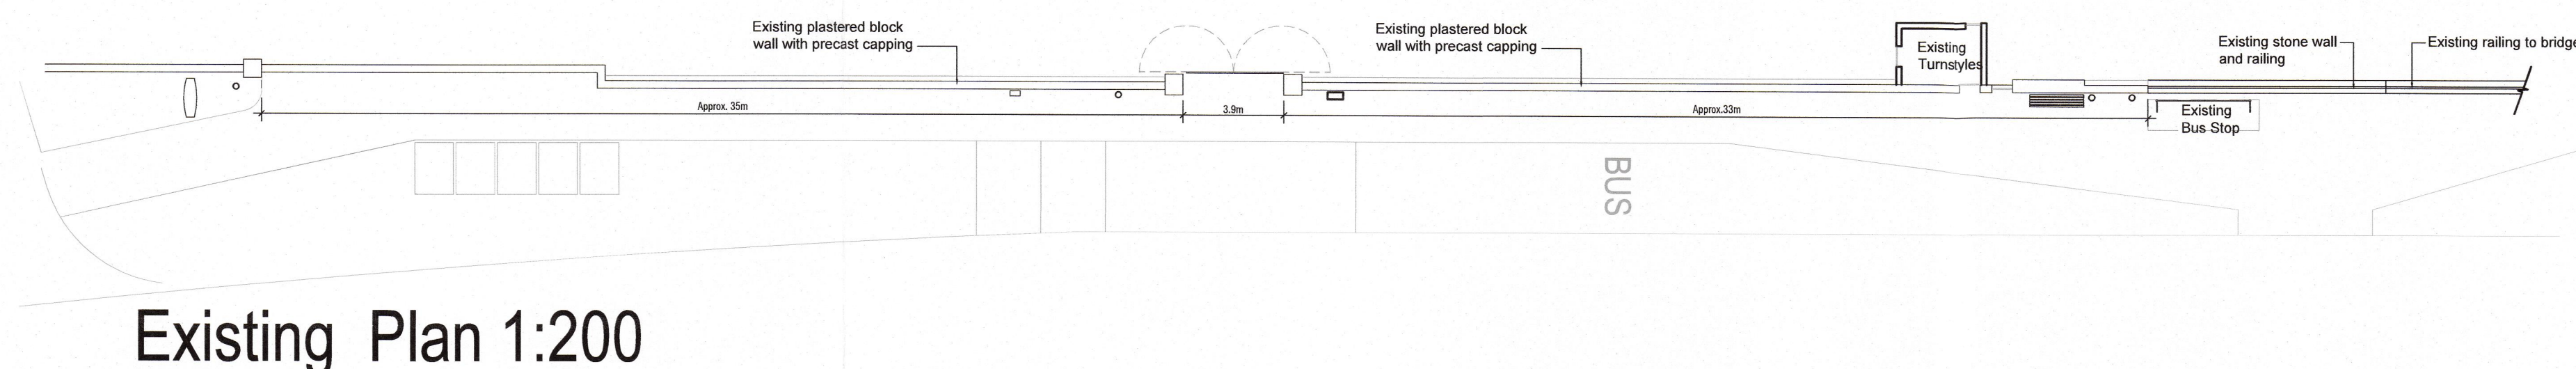 Existing plastered block
wall with precast capping
Existing plastered block
wall with precast capping
Existing
Turnstyles
Existing stone wall
and railing
Existing railing to bridge
Approx. 35m
3.9m
Approx.33m
Existing
Bus Stop
BUS
Existing Plan 1:200